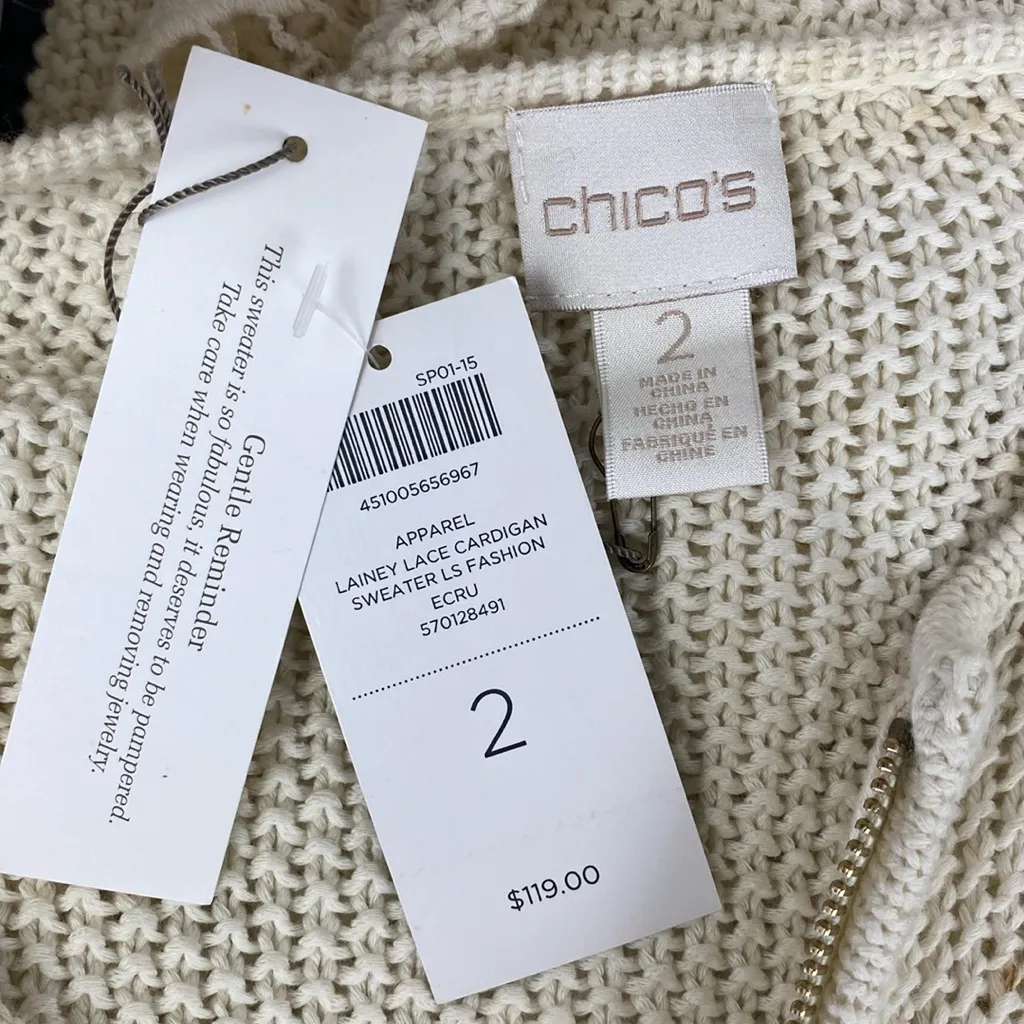 Gentle Reminder
This sweater is so fabulous, it deserves to be pampered.
Take care when wearing and removing jewelry.
SP01-15
451005656967
APPAREL
LAINEY LACE CARDIGAN
SWEATER LS FASHION
ECRU
570128491
2
$119.00
chico's
2
MADE IN
CHINA
HECHO EN
CHINA
FABRIQUÉ EN
CHINE